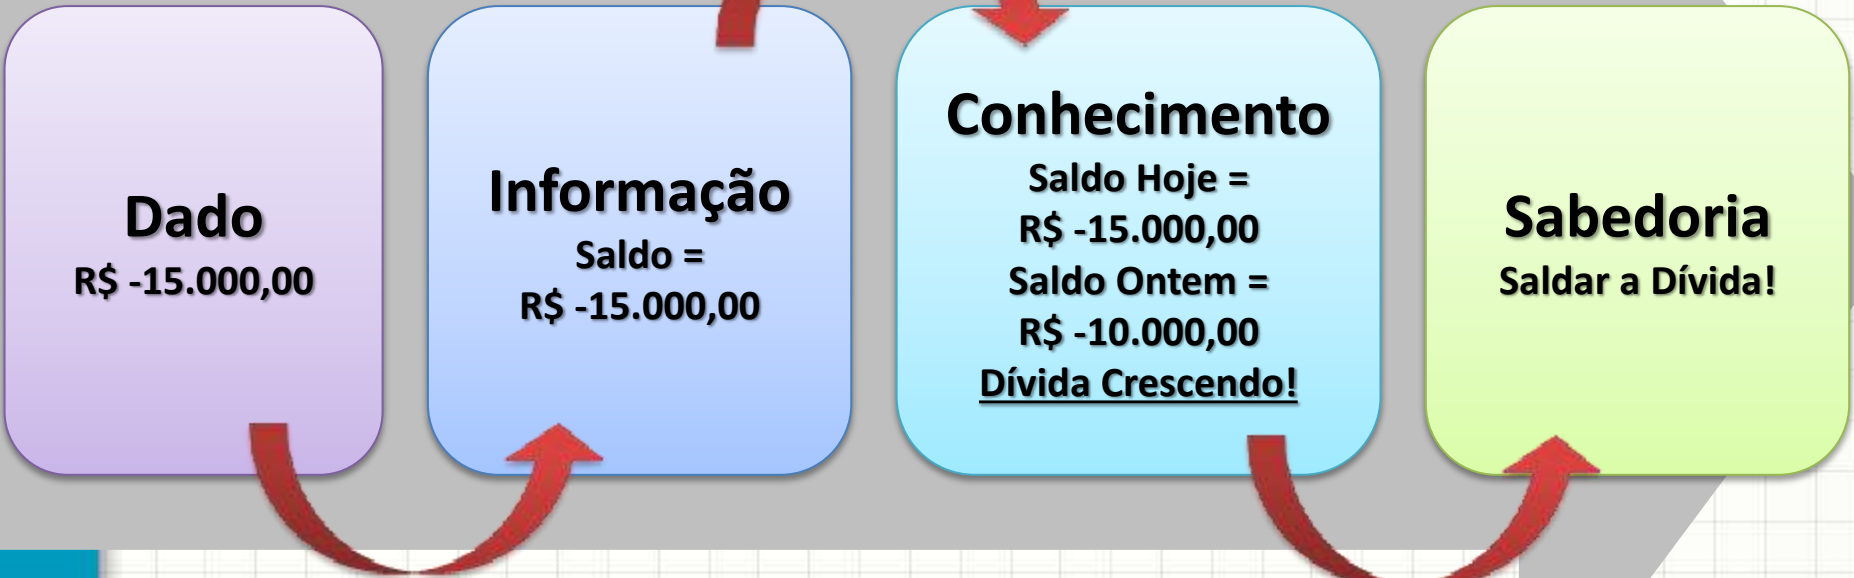 Dado
R$ -15.000,00
Informação
Saldo =
R$ -15.000,00
Conhecimento
Saldo Hoje =
R$ -15.000,00
Saldo Ontem =
R$ -10.000,00
Dívida Crescendo!
Sabedoria
Saldar a Dívida!